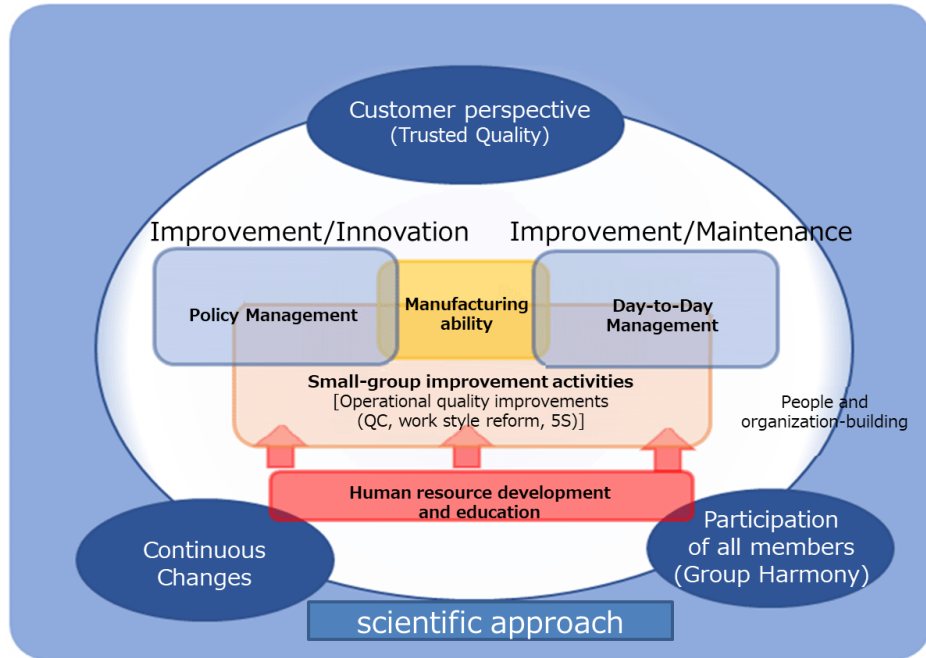 Customer perspective
(Trusted Quality)
Improvement/Innovation
Improvement/Maintenance
Policy Management
Manufacturing
ability
Day-to-Day
Management
Small-group improvement activities
[Operational quality improvements
(QC, work style reform, 5S)]
People and
organization-building
Human resource development
and education
Continuous
Changes
Participation
of all members
(Group Harmony)
scientific approach